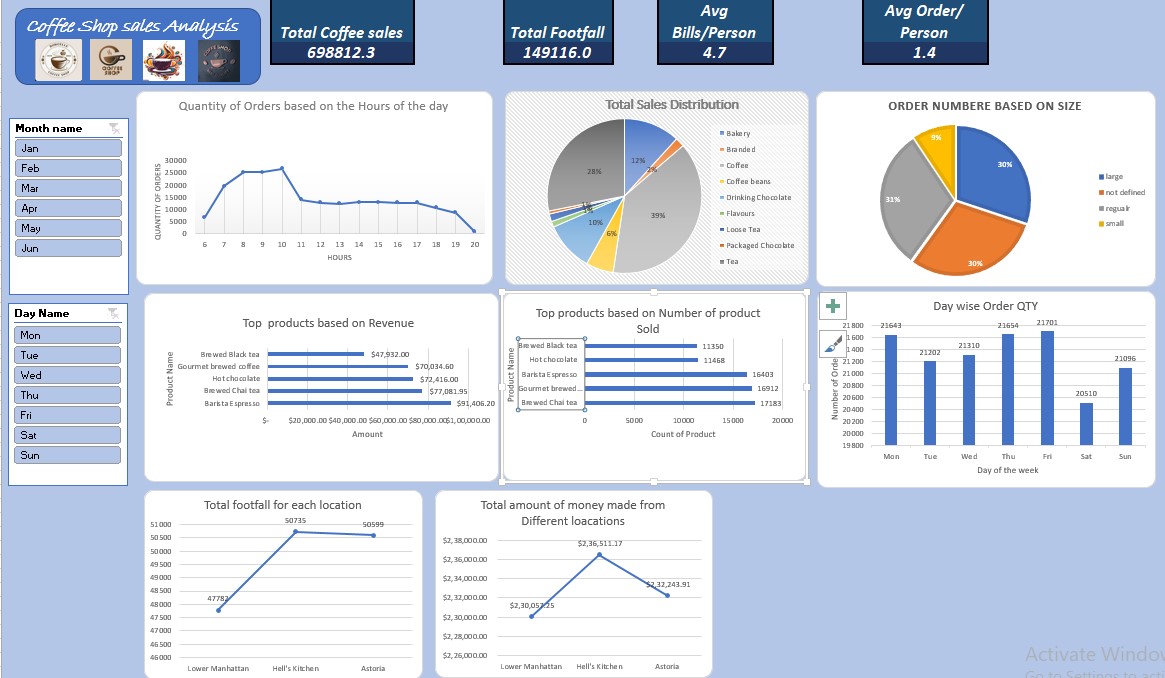 Coffee Shop sales Analysis
Total Coffee sales
698812.3
Total Footfall
149116.0
Avg
Bills/Person
4.7
Avg Order/
Person
1.4
Month name
Jan
Feb
Mar
Apr
May
Jun
Day Name
Mon
Tue
Wed
Thu
Fri
Sat
Sun
Quantity of Orders based on the Hours of the day
QUANTITY OF ORDERS
30000
25000
20000
15000
10000
5000
0
6 7 8 9 10 11 12 13 14 15 16 17 18 19 20
HOURS
Total Sales Distribution
12%
2%
39%
6%
10%
28%
Bakery
Branded
Coffee
Coffee beans
Drinking Chocolate
Flavours
Loose Tea
Packaged Chocolate
Tea
ORDER NUMBERE BASED ON SIZE
9%
30%
31%
30%
large
not defined
regualr
small
Top products based on Revenue
Product Name
Brewed Black tea $47,932.00
Gourmet brewed coffee $70,034.60
Hot chocolate $72,416.00
Brewed Chai tea $77,081.95
Barista Espresso $91,406.20
$- $20,000.00 $40,000.00 $60,000.00 $80,000.00 $1,00,000.00
Amount
Top products based on Number of product
Sold
Product Name
Brewed Black tea 11350
Hot chocolate 11468
Barista Espresso 16403
Gourmet brewed... 16912
Brewed Chai tea 17183
0 5000 10000 15000 20000
Count of Product
Day wise Order QTY
21800
21600
21400
21200
21000
20800
20600
20400
20200
20000
19800
21643
21202
21310
21654
21701
20510
21096
Mon Tue Wed Thu Fri Sat Sun
Day of the week
Total footfall for each location
51000
50500
50000
49500
49000
48500
48000
47500
47000
46500
46000
47782
50735
50599
Lower Manhattan Hell's Kitchen Astoria
Total amount of money made from
Different loacations
$2,38,000.00
$2,36,000.00
$2,34,000.00
$2,32,000.00
$2,30,000.00
$2,28,000.00
$2,26,000.00
$2,30,057.25
$2,36,511.17
$2,32,243.91
Lower Manhattan Hell's Kitchen Astoria
Activate Window